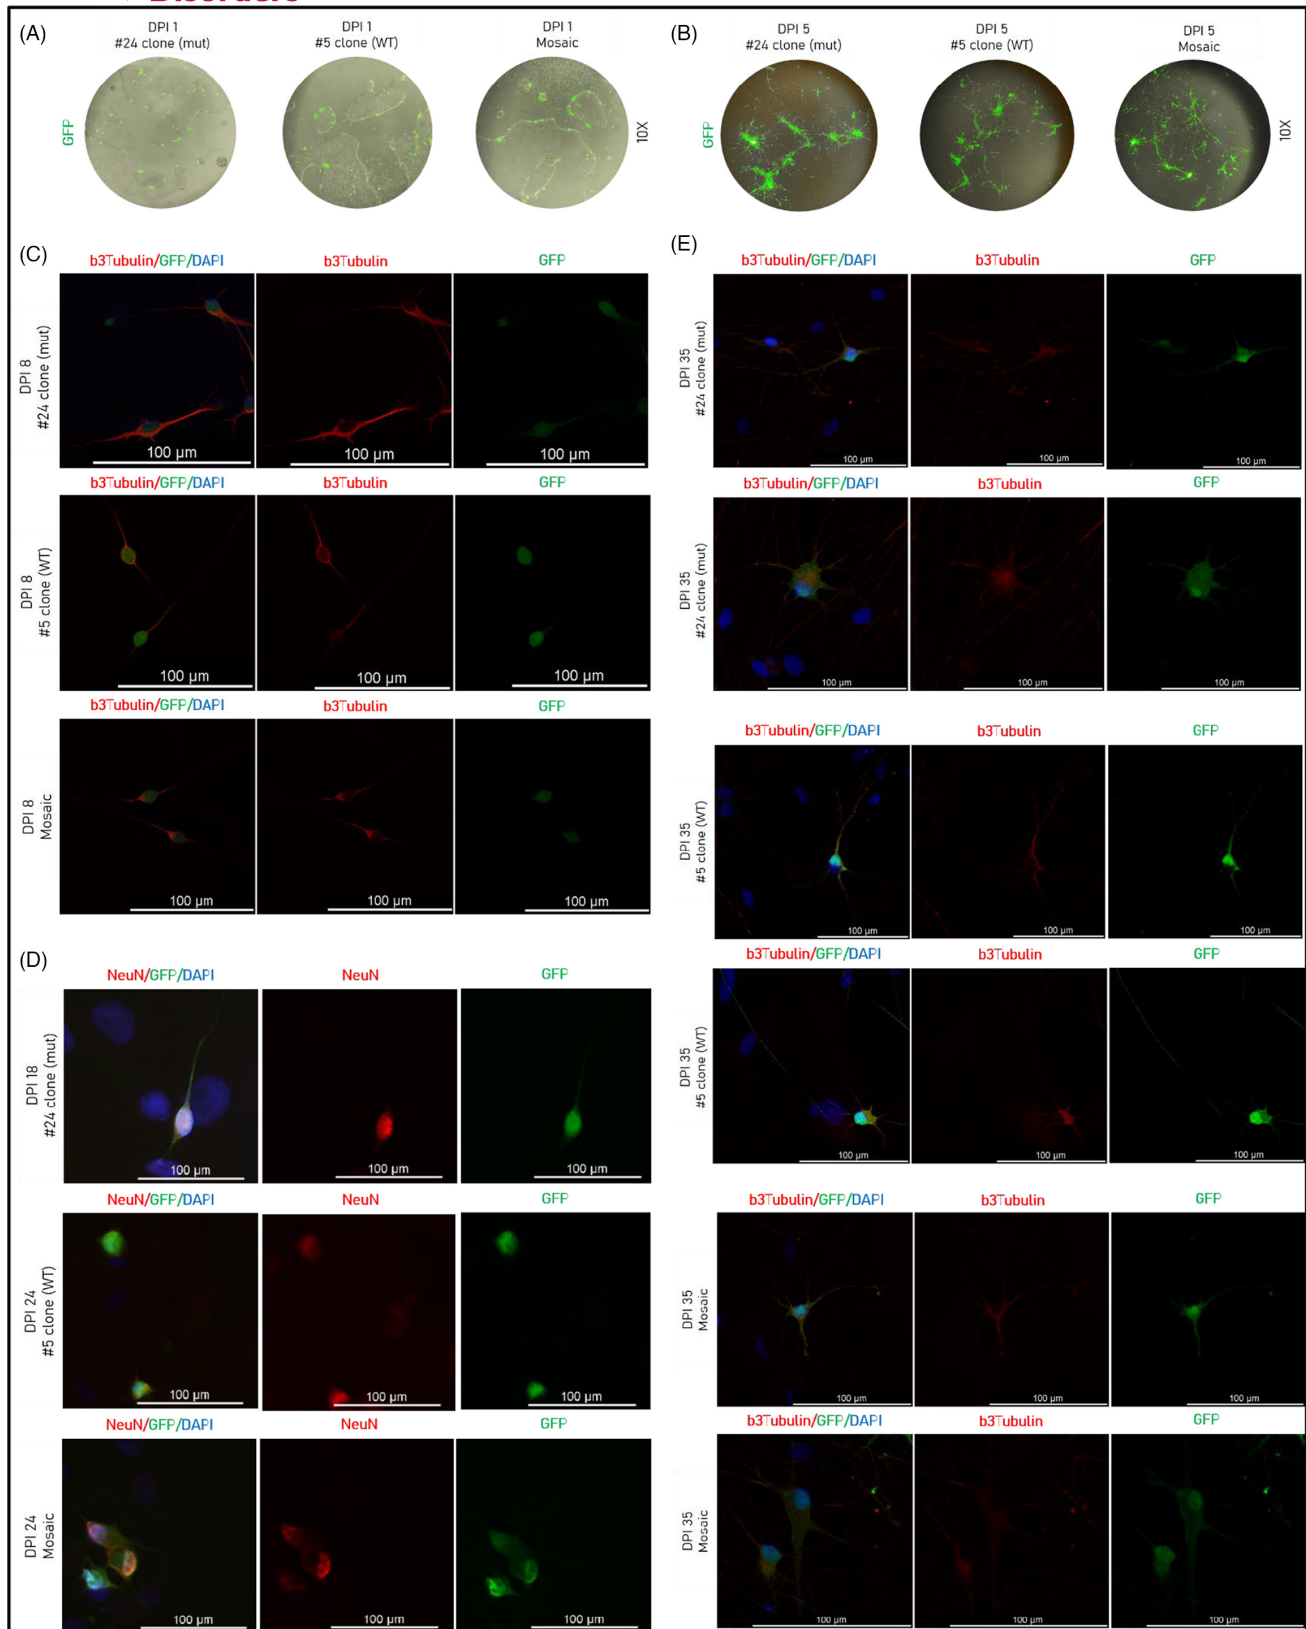 Disorders
(A)
DPI 1
#24 clone (mut)
DPI 1
#5 clone (WT)
DPI 1
Mosaic
GFP
10X
(B)
DPI 5
#24 clone (mut)
DPI 5
#5 clone (WT)
DPI 5
Mosaic
GFP
10X
(C)
b3Tubulin/GFP/DAPI
b3Tubulin
GFP
DPI 8
#24 clone (mut)
100 µm
100 µm
100 µm
b3Tubulin/GFP/DAPI
b3Tubulin
GFP
DPI 8
#5 clone (WT)
100 µm
100 µm
100 µm
b3Tubulin/GFP/DAPI
b3Tubulin
GFP
DPI 8
Mosaic
100 µm
100 µm
100 µm
(D)
NeuN/GFP/DAPI
NeuN
GFP
DPI 18
#24 clone (mut)
100 µm
100 µm
100 µm
NeuN/GFP/DAPI
NeuN
GFP
DPI 24
#5 clone (WT)
100 µm
100 µm
100 µm
NeuN/GFP/DAPI
NeuN
GFP
DPI 24
Mosaic
100 µm
100 µm
100 µm
(E)
b3Tubulin/GFP/DAPI
b3Tubulin
GFP
DPI 35
#24 clone (mut)
100 µm
100 µm
100 µm
b3Tubulin/GFP/DAPI
b3Tubulin
GFP
DPI 35
#24 clone (mut)
100 µm
100 µm
100 µm
b3Tubulin/GFP/DAPI
b3Tubulin
GFP
DPI 35
#5 clone (WT)
100 µm
100 µm
100 µm
b3Tubulin/GFP/DAPI
b3Tubulin
GFP
DPI 35
#5 clone (WT)
100 µm
100 µm
100 µm
b3Tubulin/GFP/DAPI
b3Tubulin
GFP
DPI 35
Mosaic
100 µm
100 µm
100 µm
b3Tubulin/GFP/DAPI
b3Tubulin
GFP
DPI 35
Mosaic
100 µm
100 µm
100 µm